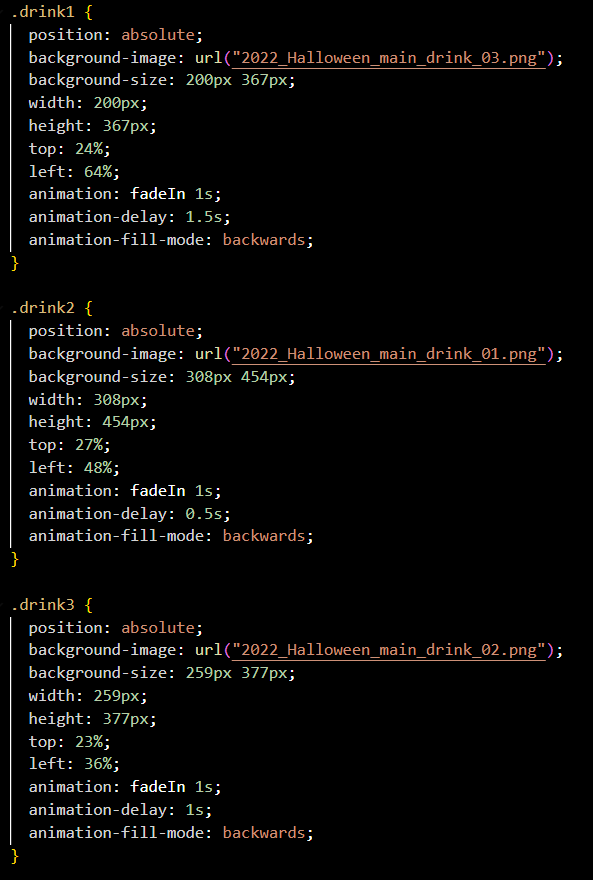 .drink1 {
position: absolute;
background-image: url("2022_Halloween_main_drink_03.png");
background-size: 200px 367px;
width: 200px;
height: 367px;
top: 24%;
left: 64%;
animation: fadeIn 1s;
animation-delay: 1.5s;
animation-fill-mode: backwards;
}
.drink2 {
position: absolute;
background-image: url("2022_Halloween_main_drink_01.png");
background-size: 308px 454px;
width: 308px;
height: 454px;
top: 27%;
left: 48%;
animation: fadeIn 1s;
animation-delay: 0.5s;
animation-fill-mode: backwards;
}
.drink3 {
position: absolute;
background-image: url("2022_Halloween_main_drink_02.png");
background-size: 259px 377px;
width: 259px;
height: 377px;
top: 23%;
left: 36%;
animation: fadeIn 1s;
animation-delay: 1s;
animation-fill-mode: backwards;
}